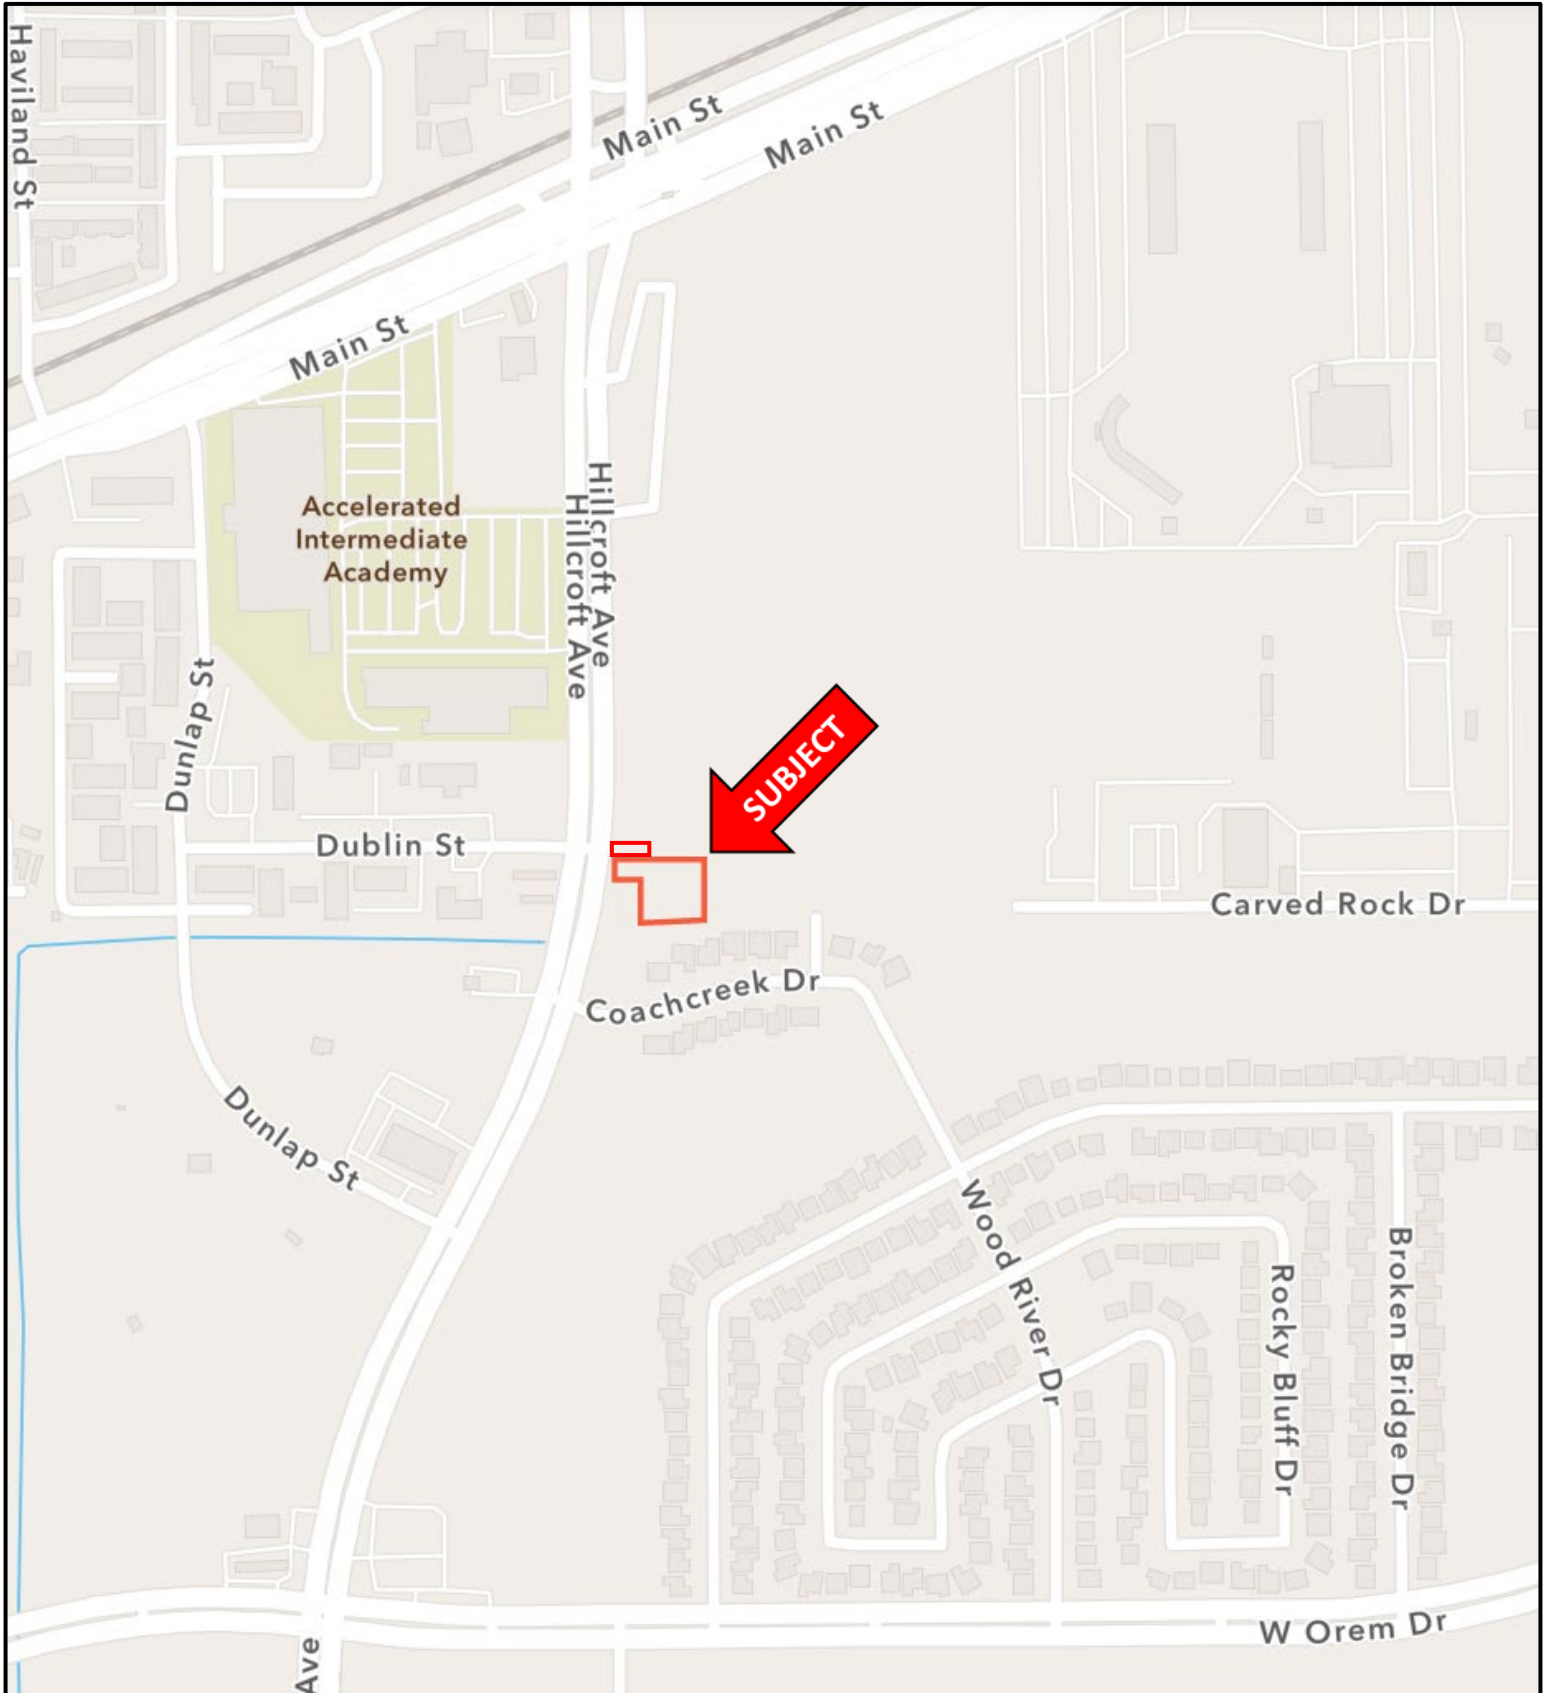 Haviland St
Main St
Main St
Main St
Accelerated
Intermediate
Academy
Hillcroft Ave
Hillcroft Ave
Dunlap St
SUBJECT
Dublin St
Carved Rock Dr
Coachcreek Dr
Dunlap St
Wood River Dr
Rocky Bluff Dr
Broken Bridge Dr
W Orem Dr
Ave